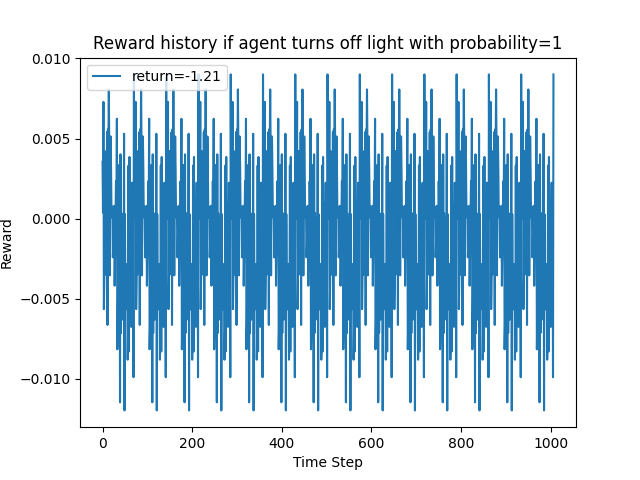 Reward history if agent turns off light with probability=1
return=-1.21
0.010
0.005
0.000
−0.005
−0.010
Reward
0 200 400 600 800 1000
Time Step